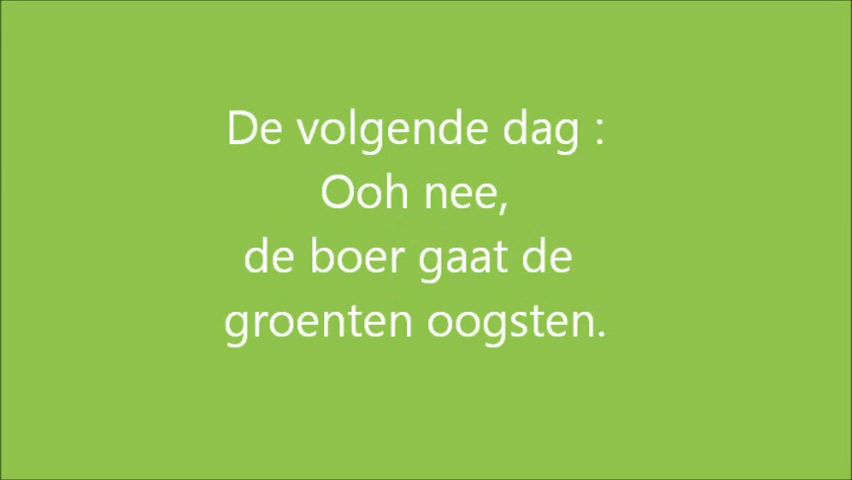 De volgende dag :
Ooh nee,
de boer gaat de
groenten oogsten.